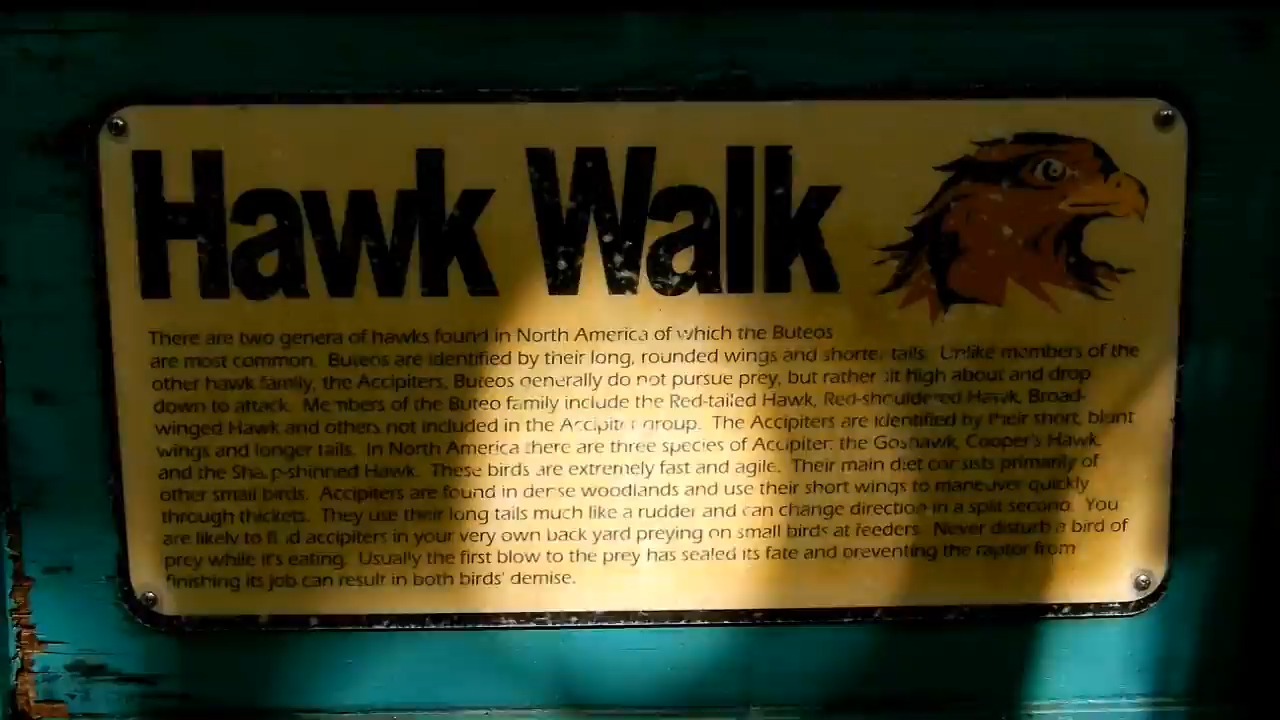 Hawk Walk
There are two genera of hawks found in North America of which the Buteos
are most common. Buteos are identified by their long, rounded wings and shorter tails. Unlike members of the
other hawk family, the Accipiters, Buteos generally do not pursue prey, but rather sit high about and drop
down to attack. Members of the Buteo family include the Red-tailed Hawk, Red-shouldered Hawk, Broad-
winged Hawk and others not included in the Accipiter group. The Accipiters are identified by their short, blunt
wings and longer tails. In North America there are three species of Accipiter: the Goshawk, Cooper's Hawk,
and the Sharp-shinned Hawk. These birds are extremely fast and agile. Their main diet consists primarily of
other small birds. Accipiters are found in dense woodlands and use their short wings to maneuver quickly
through thickets. They use their long tails much like a rudder and can change direction in a split second. You
are likely to find accipiters in your very own back yard preying on small birds at feeders. Never disturb a bird of
prey while it's eating. Usually the first blow to the prey has sealed its fate and preventing the raptor from
finishing its job can result in both birds' demise.